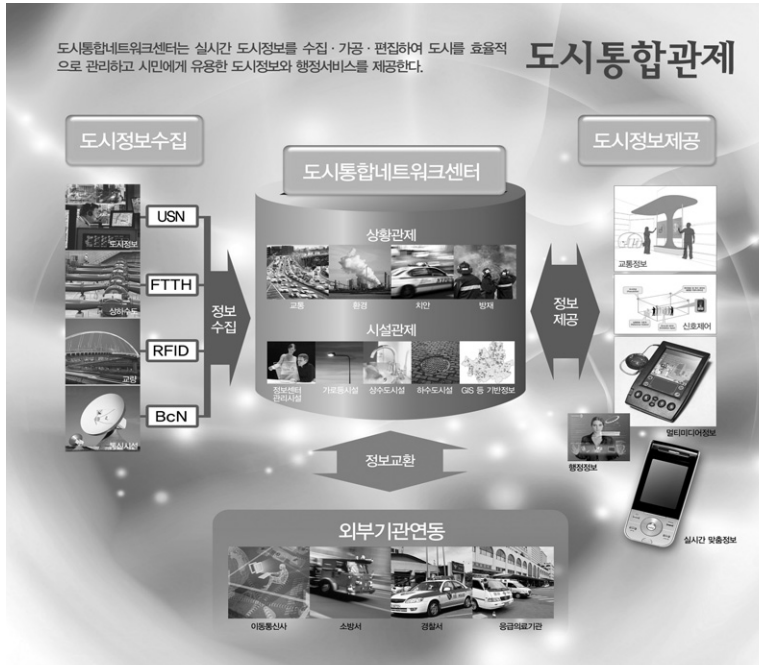 도시통합네트워크센터는 실시간 도시정보를 수집 · 가공 · 편집하여 도시를 효율적
으로 관리하고 시민에게 유용한 도시정보와 행정서비스를 제공한다.
도시통합관제
도시정보수집
도시통합네트워크센터
도시정보제공
USN
도시정보
FTTH
상하수도
RFID
교량
BcN
통신시설
정보
수집
상황관제
교통
환경
치안
방재
시설관제
정보센터
관리시설
가로등시설
상수도시설
하수도시설
GIS 등 기반정보
정보
제공
교통정보
신호제어
멀티미디어정보
행정정보
실시간 맞춤정보
정보교환
외부기관연동
이동통신사
소방서
경찰서
응급의료기관